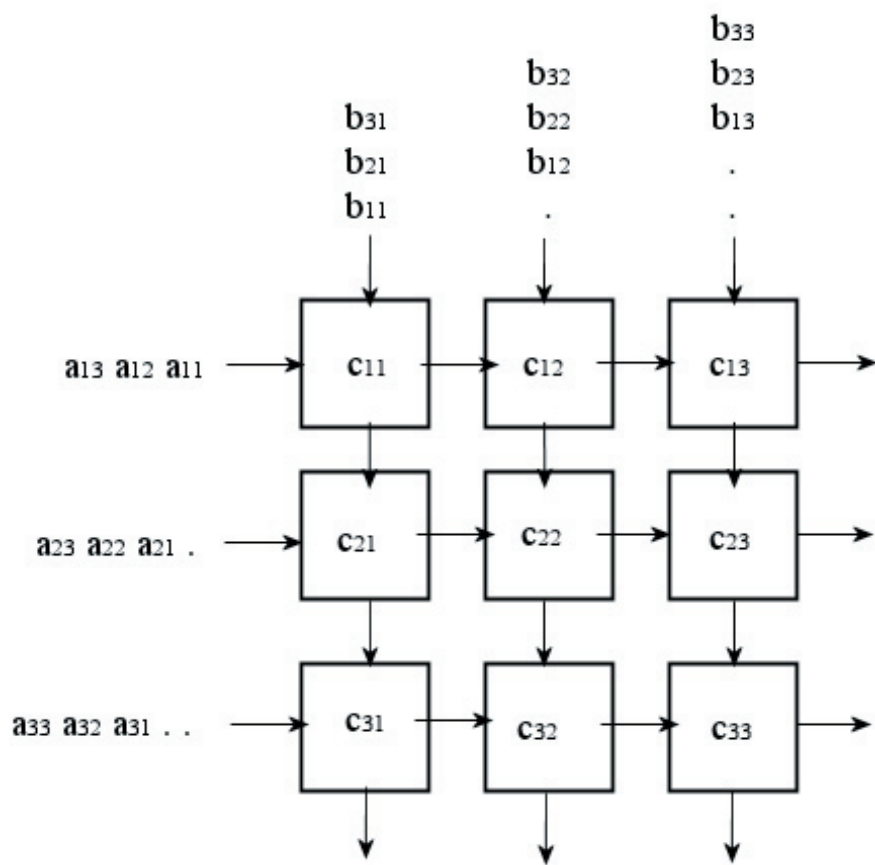 b33
b32 b23
b31 b22 b13
b21 b12 .
b11 . .
a13 a12 a11 c11 c12 c13
a23 a22 a21 . c21 c22 c23
a33 a32 a31 . . c31 c32 c33